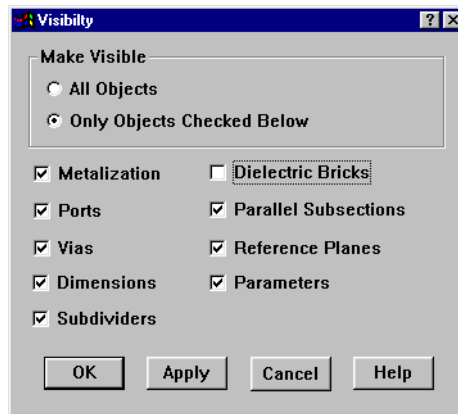 Visibilty
Make Visible
All Objects
Only Objects Checked Below
Metalization
Dielectric Bricks
Ports
Parallel Subsections
Vias
Reference Planes
Dimensions
Parameters
Subdividers
OK
Apply
Cancel
Help